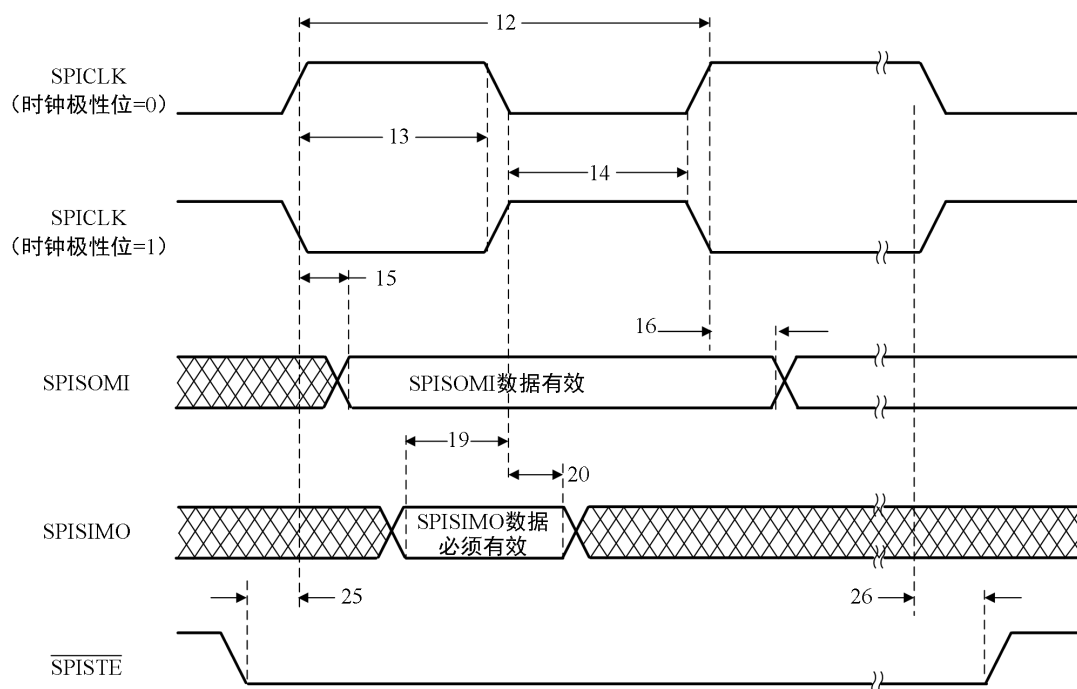 12
SPICLK
（时钟极性位=0）
13
14
SPICLK
（时钟极性位=1）
15
16
SPISOMI
SPISOMI数据有效
19
20
SPISIMO
SPISIMO数据
必须有效
25
26
SPISTE